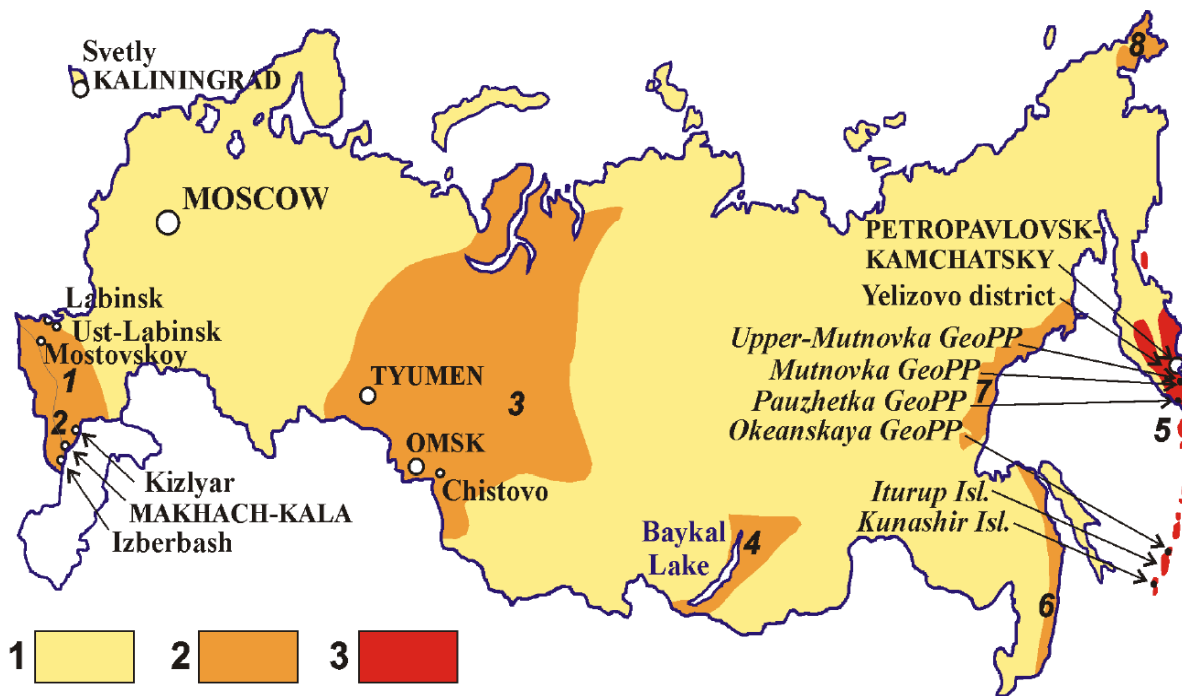 Svetly
KALININGRAD
8
MOSCOW
PETROPAVLOVSK-
KAMCHATSKY
Yelizovo district
Labinsk
Ust-Labinsk
Mostovskoy
Upper-Mutnovka GeoPP
Mutnovka GeoPP
Pauzhetka GeoPP
Okeanskaya GeoPP
1
TYUMEN
3
7
5
2
OMSK
Chistovo
Kizlyar
MAKHACH-KALA
Izberbash
Iturup Isl.
Kunashir Isl.
Baykal
Lake
4
6
1
2
3